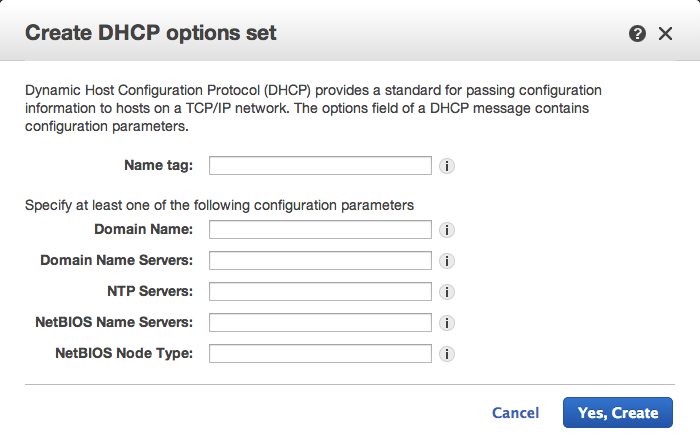 Create DHCP options set
Dynamic Host Configuration Protocol (DHCP) provides a standard for passing configuration
information to hosts on a TCP/IP network. The options field of a DHCP message contains
configuration parameters.
Name tag:
Specify at least one of the following configuration parameters
Domain Name:
Domain Name Servers:
NTP Servers:
NetBIOS Name Servers:
NetBIOS Node Type:
Cancel Yes, Create